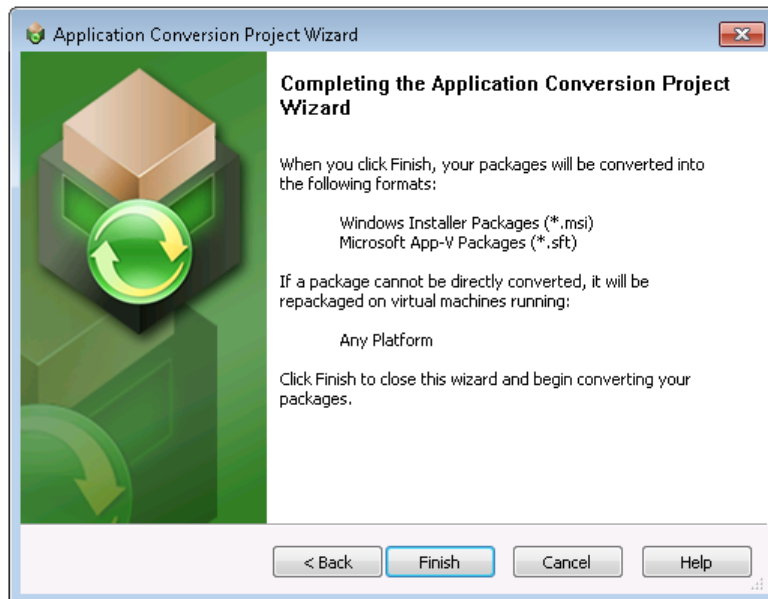 Application Conversion Project Wizard
Completing the Application Conversion Project
Wizard
When you click Finish, your packages will be converted into
the following formats:
Windows Installer Packages (*.msi)
Microsoft App-V Packages (*.sft)
If a package cannot be directly converted, it will be
repackaged on virtual machines running:
Any Platform
Click Finish to close this wizard and begin converting your
packages.
< Back Finish Cancel Help